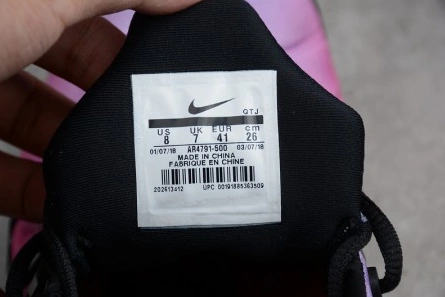 QTJ
US UK EUR cm
8 7 41 26
01/07/18 AR4791-500 03/07/18
MADE IN CHINA
FABRIQUE EN CHINE
202613412 UPC 00191885363509